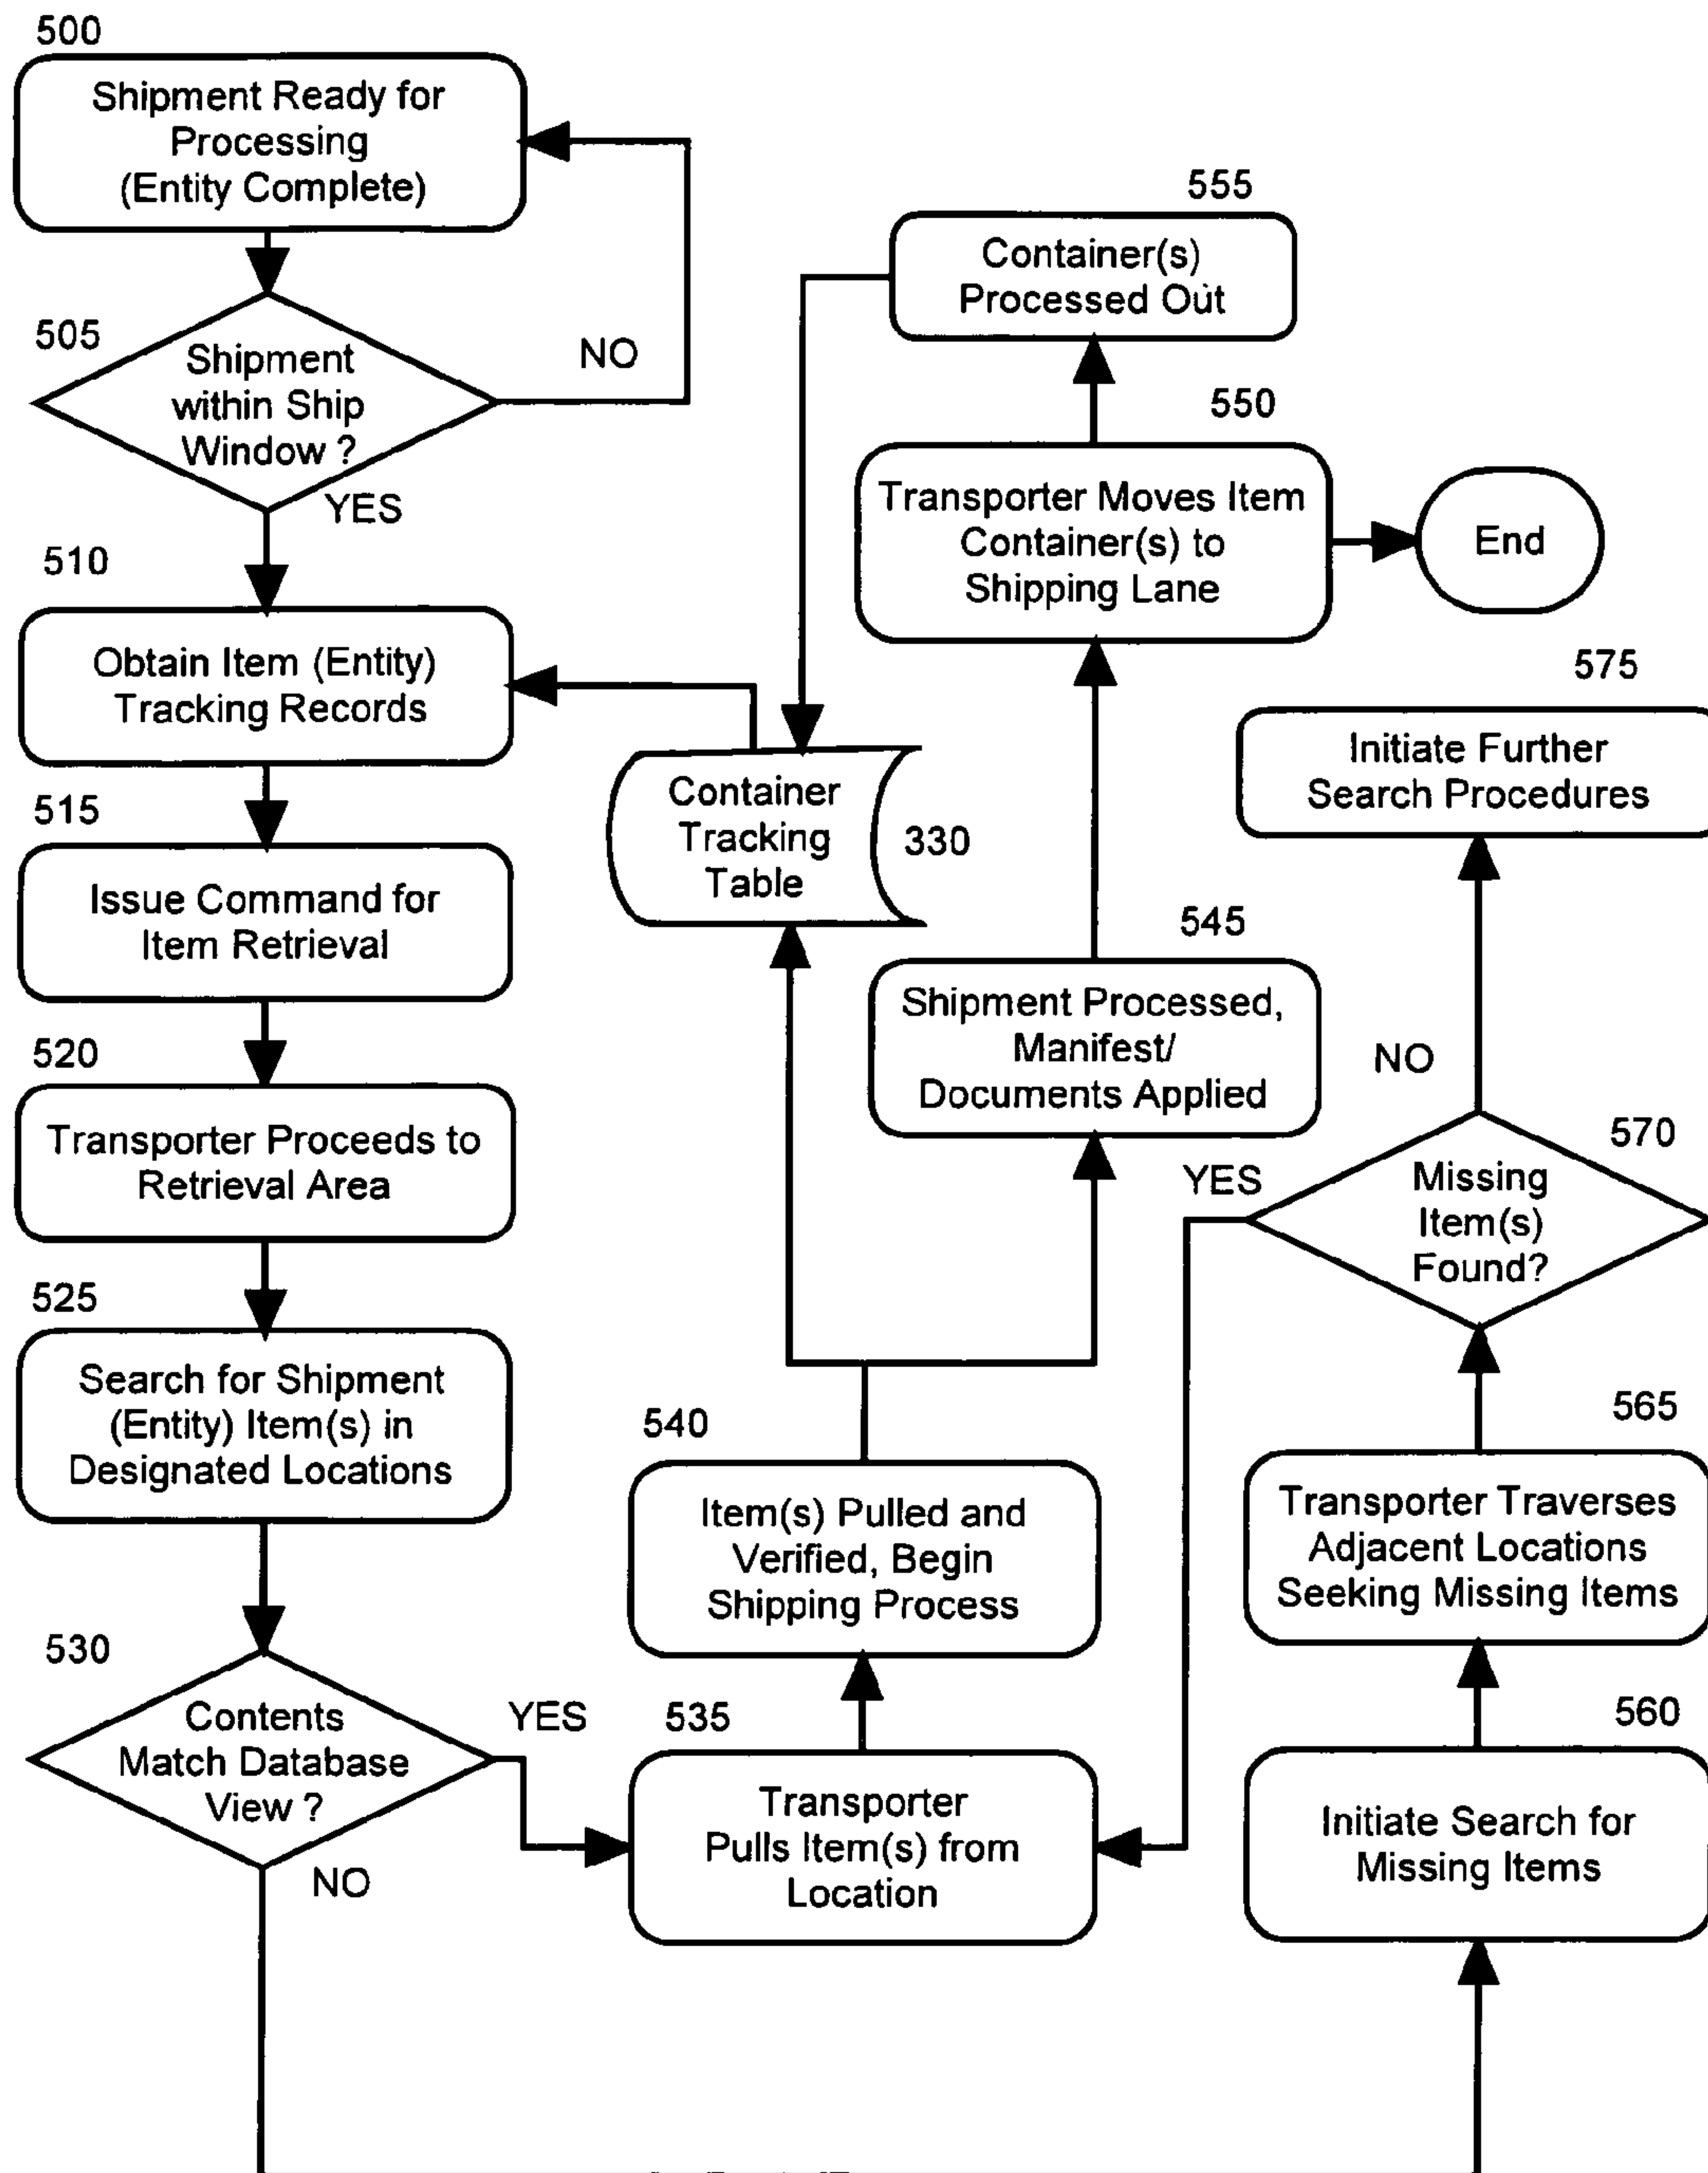 500
Shipment Ready for
Processing
(Entity Complete)
505
Shipment
within Ship
Window ?
NO
YES
510
Obtain Item (Entity)
Tracking Records
515
Issue Command for
Item Retrieval
520
Transporter Proceeds to
Retrieval Area
525
Search for Shipment
(Entity) Item(s) in
Designated Locations
530
Contents
Match Database
View ?
YES
NO
535
Transporter
Pulls Item(s) from
Location
540
Item(s) Pulled and
Verified, Begin
Shipping Process
Container
Tracking
Table
330
545
Shipment Processed,
Manifest/
Documents Applied
550
Transporter Moves Item
Container(s) to
Shipping Lane
End
555
Container(s)
Processed Out
560
Initiate Search for
Missing Items
565
Transporter Traverses
Adjacent Locations
Seeking Missing Items
570
Missing
Item(s)
Found?
YES
NO
575
Initiate Further
Search Procedures